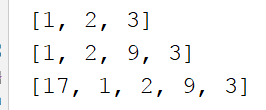 [1, 2, 3]
[1, 2, 9, 3]
[17, 1, 2, 9, 3]